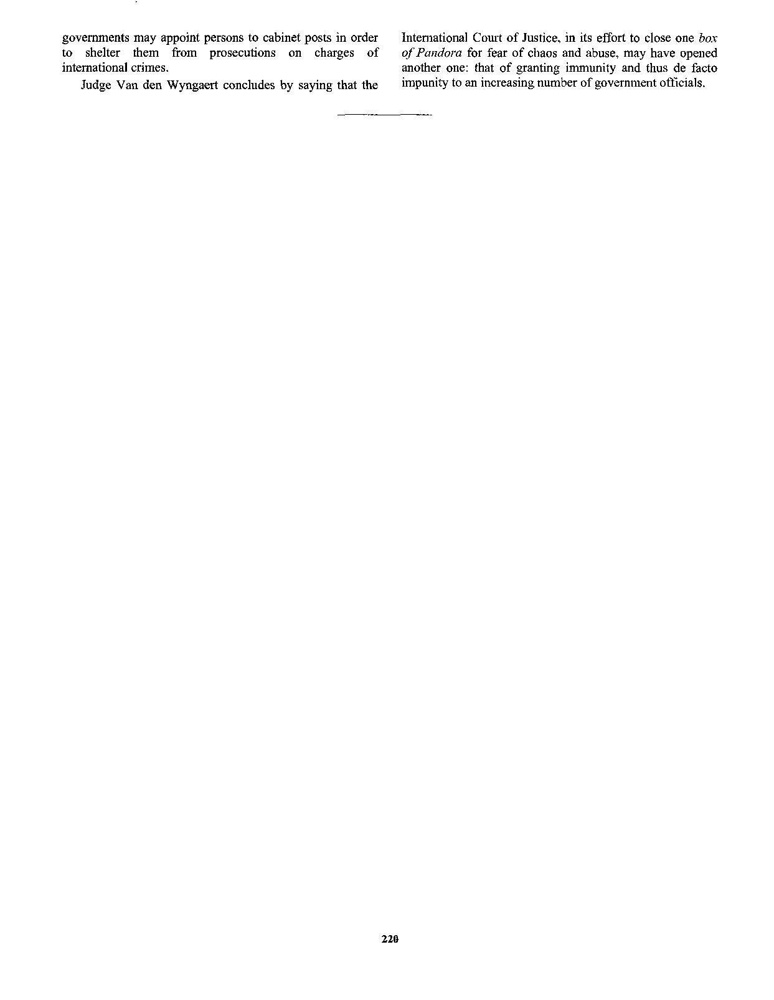 governments may appoint persons to cabinet posts in order
to shelter them from prosecutions on charges of
international crimes.
Judge Van den Wyngaert concludes by saying that the
International Court of Justice, in its effort to close one box
of Pandora for fear of chaos and abuse, may have opened
another one: that of granting immunity and thus de facto
impunity to an increasing number of government officials.
220